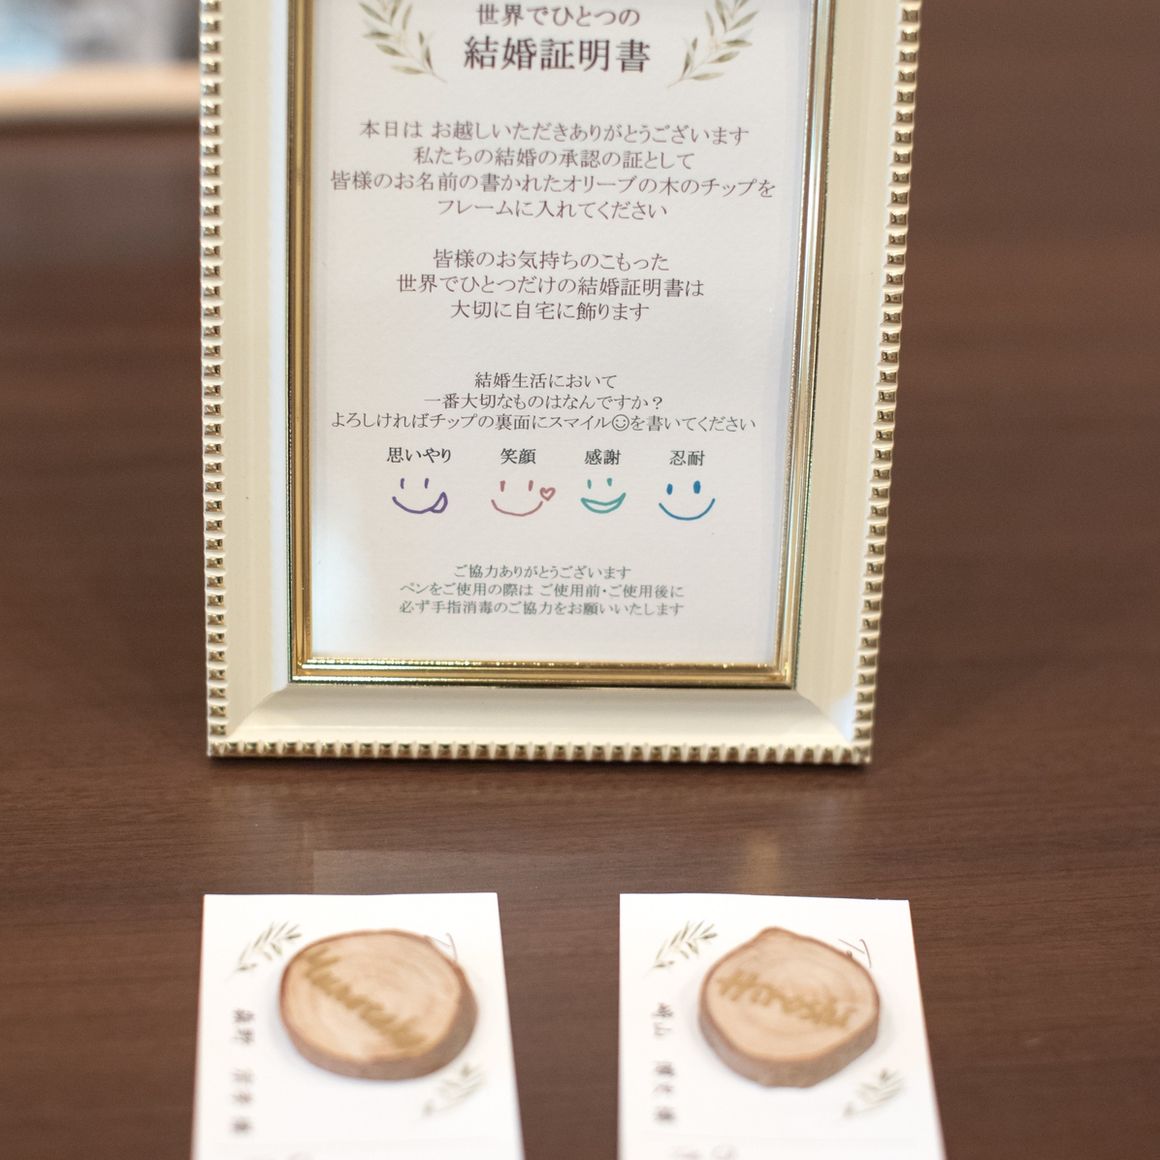 世界でひとつの
結婚証明書
本日は お越しいただきありがとうございます
私たちの結婚の承認の証として
皆様のお名前の書かれたオリーブの木のチップを
フレームに入れてください
皆様のお気持ちのこもった
世界でひとつだけの結婚証明書は
大切に自宅に飾ります
結婚生活において
一番大切なものはなんですか？
よろしければチップの裏面にスマイル☺を書いてください
思いやり 笑顔 感謝 忍耐
ご協力ありがとうございます
ペンをご使用の際は ご使用前・ご使用後に
必ず手指消毒のご協力をお願いいたします
Hiroshi